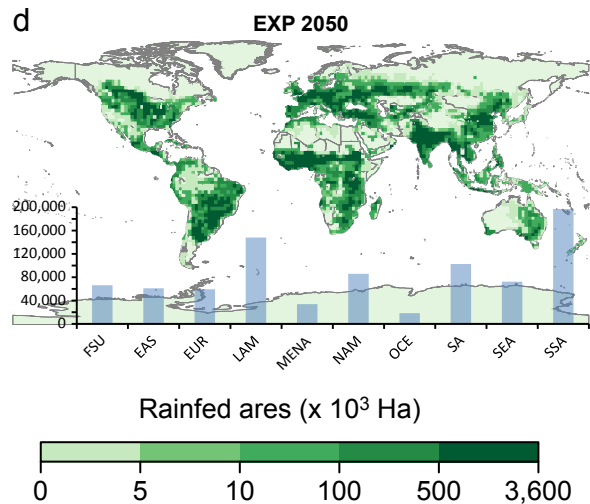 d
EXP 2050
200,000
160,000
120,000
80,000
40,000
0
FSU EAS EUR LAM MENA NAM OCE SA SEA SSA
Rainfed ares (x 10³ Ha)
0 5 10 100 500 3,600